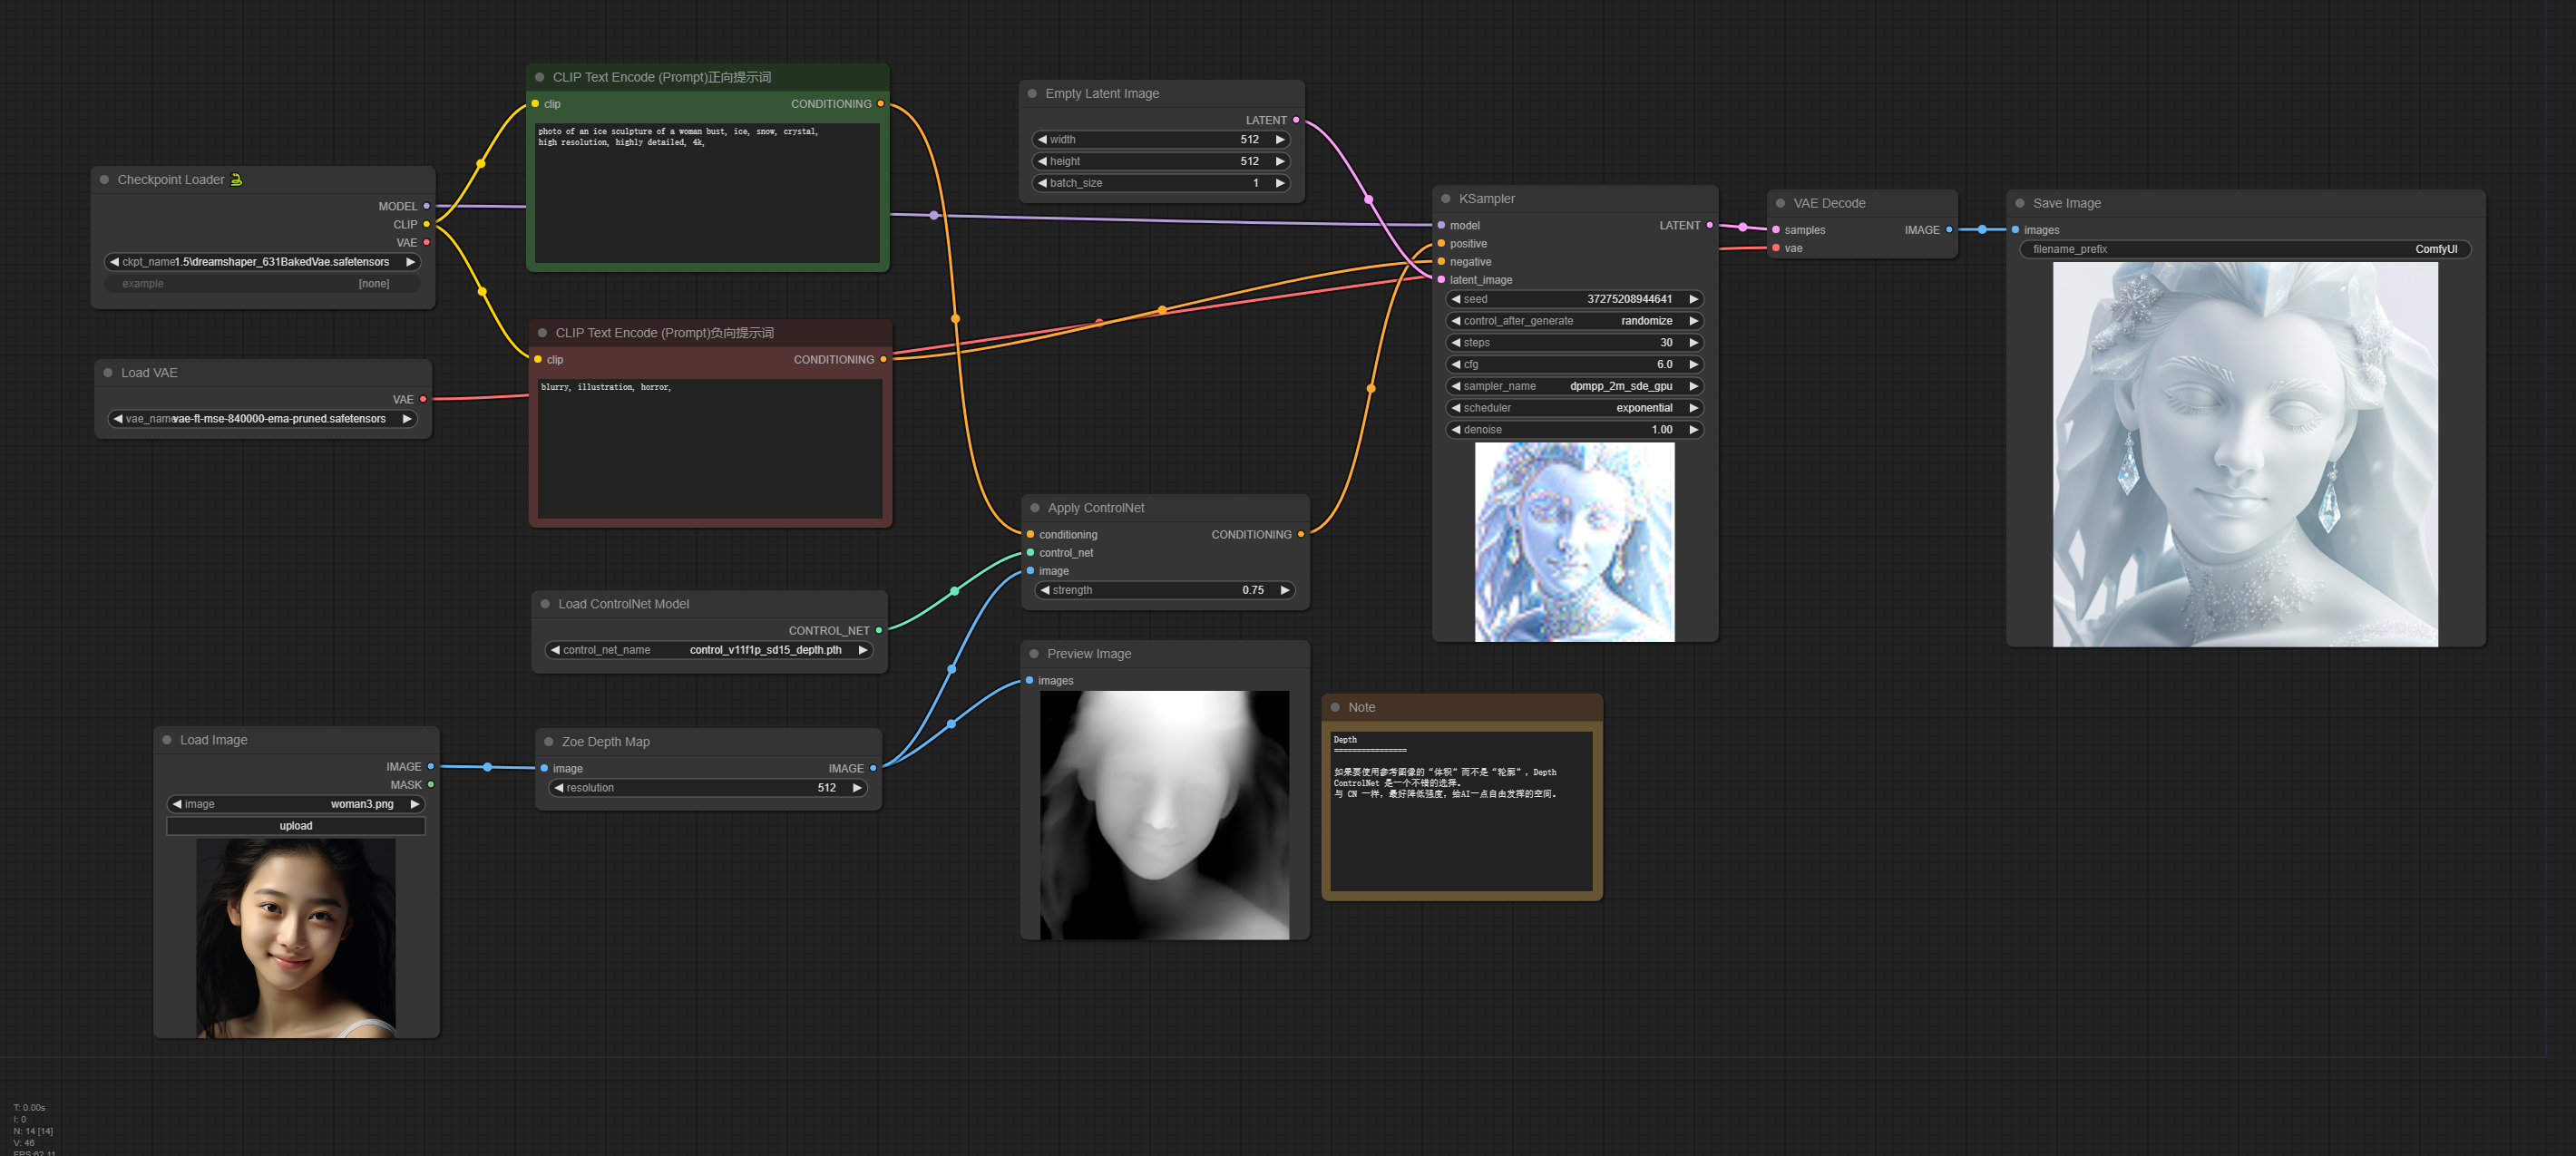 CLIP Text Encode (Prompt)正向提示词
clip
CONDITIONING
photo of an ice sculpture of a woman bust, ice, snow, crystal,
high resolution, highly detailed, 4k,
Empty Latent Image
LATENT
width 512
height 512
batch_size 1
Checkpoint Loader
MODEL
CLIP
VAE
ckpt_name 1.5\dreamshaper_631BakedVae.safetensors
example [none]
KSampler
model LATENT
positive
negative
latent_image
seed 37275208944641
control_after_generate randomize
steps 30
cfg 6.0
sampler_name dpmpp_2m_sde_gpu
scheduler exponential
denoise 1.00
VAE Decode
samples IMAGE
vae
Save Image
images
filename_prefix ComfyUI
CLIP Text Encode (Prompt)负向提示词
clip CONDITIONING
blurry, illustration, horror,
Load VAE
VAE
vae_name vae-ft-mse-840000-ema-pruned.safetensors
Apply ControlNet
conditioning CONDITIONING
control_net
image
strength 0.75
Load ControlNet Model
CONTROL_NET
control_net_name control_v11f1p_sd15_depth.pth
Preview Image
images
Note
Depth
================
如果要使用参考图像的“体积”而不是“轮廓”，Depth
ControlNet 是一个不错的选择。
与 CN 一样，最好降低强度，给AI一点自由发挥的空间。
Load Image
IMAGE
MASK
image woman3.png
upload
Zoe Depth Map
image IMAGE
resolution 512
T: 0.00s
I: 0
N: 14 [14]
V: 46
FPS:62.11